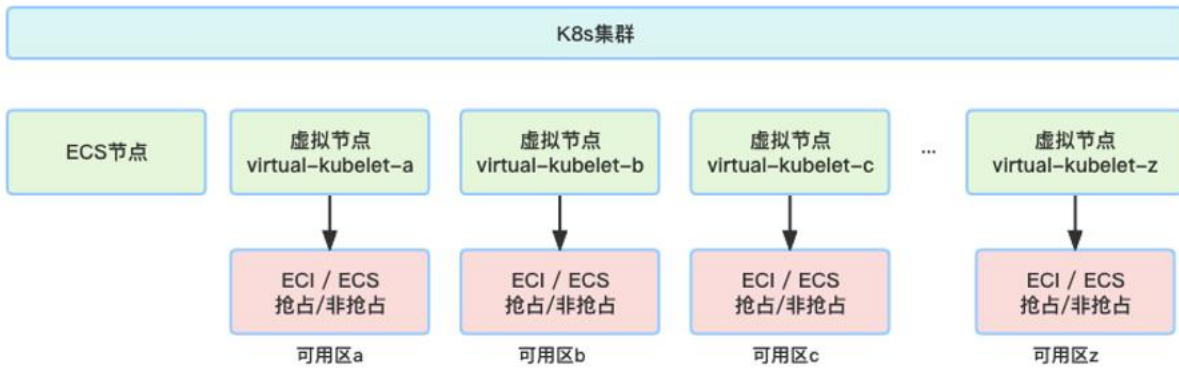 K8s集群
ECS节点
虚拟节点
virtual-kubelet-a
虚拟节点
virtual-kubelet-b
虚拟节点
virtual-kubelet-c
...
虚拟节点
virtual-kubelet-z
ECI / ECS
抢占/非抢占
ECI / ECS
抢占/非抢占
ECI / ECS
抢占/非抢占
ECI / ECS
抢占/非抢占
可用区a
可用区b
可用区c
可用区z